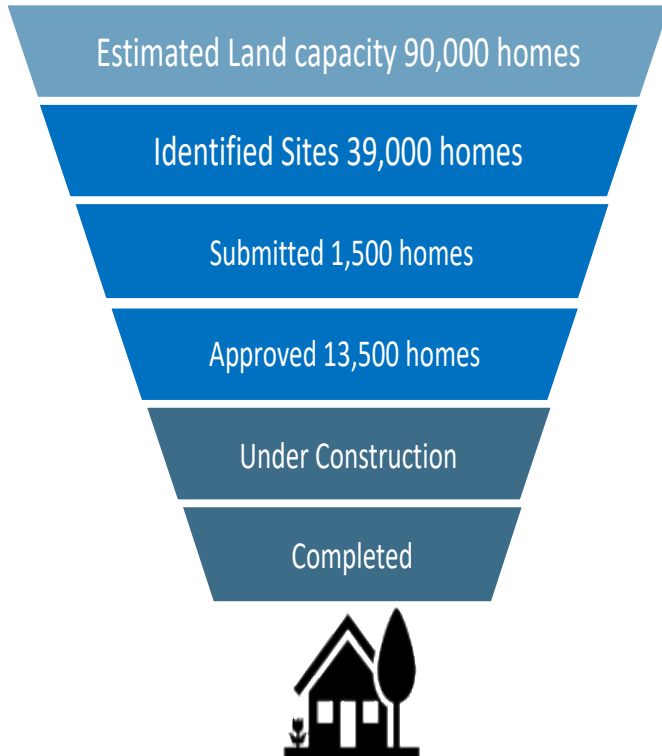 Estimated Land capacity 90,000 homes
Identified Sites 39,000 homes
Submitted 1,500 homes
Approved 13,500 homes
Under Construction
Completed